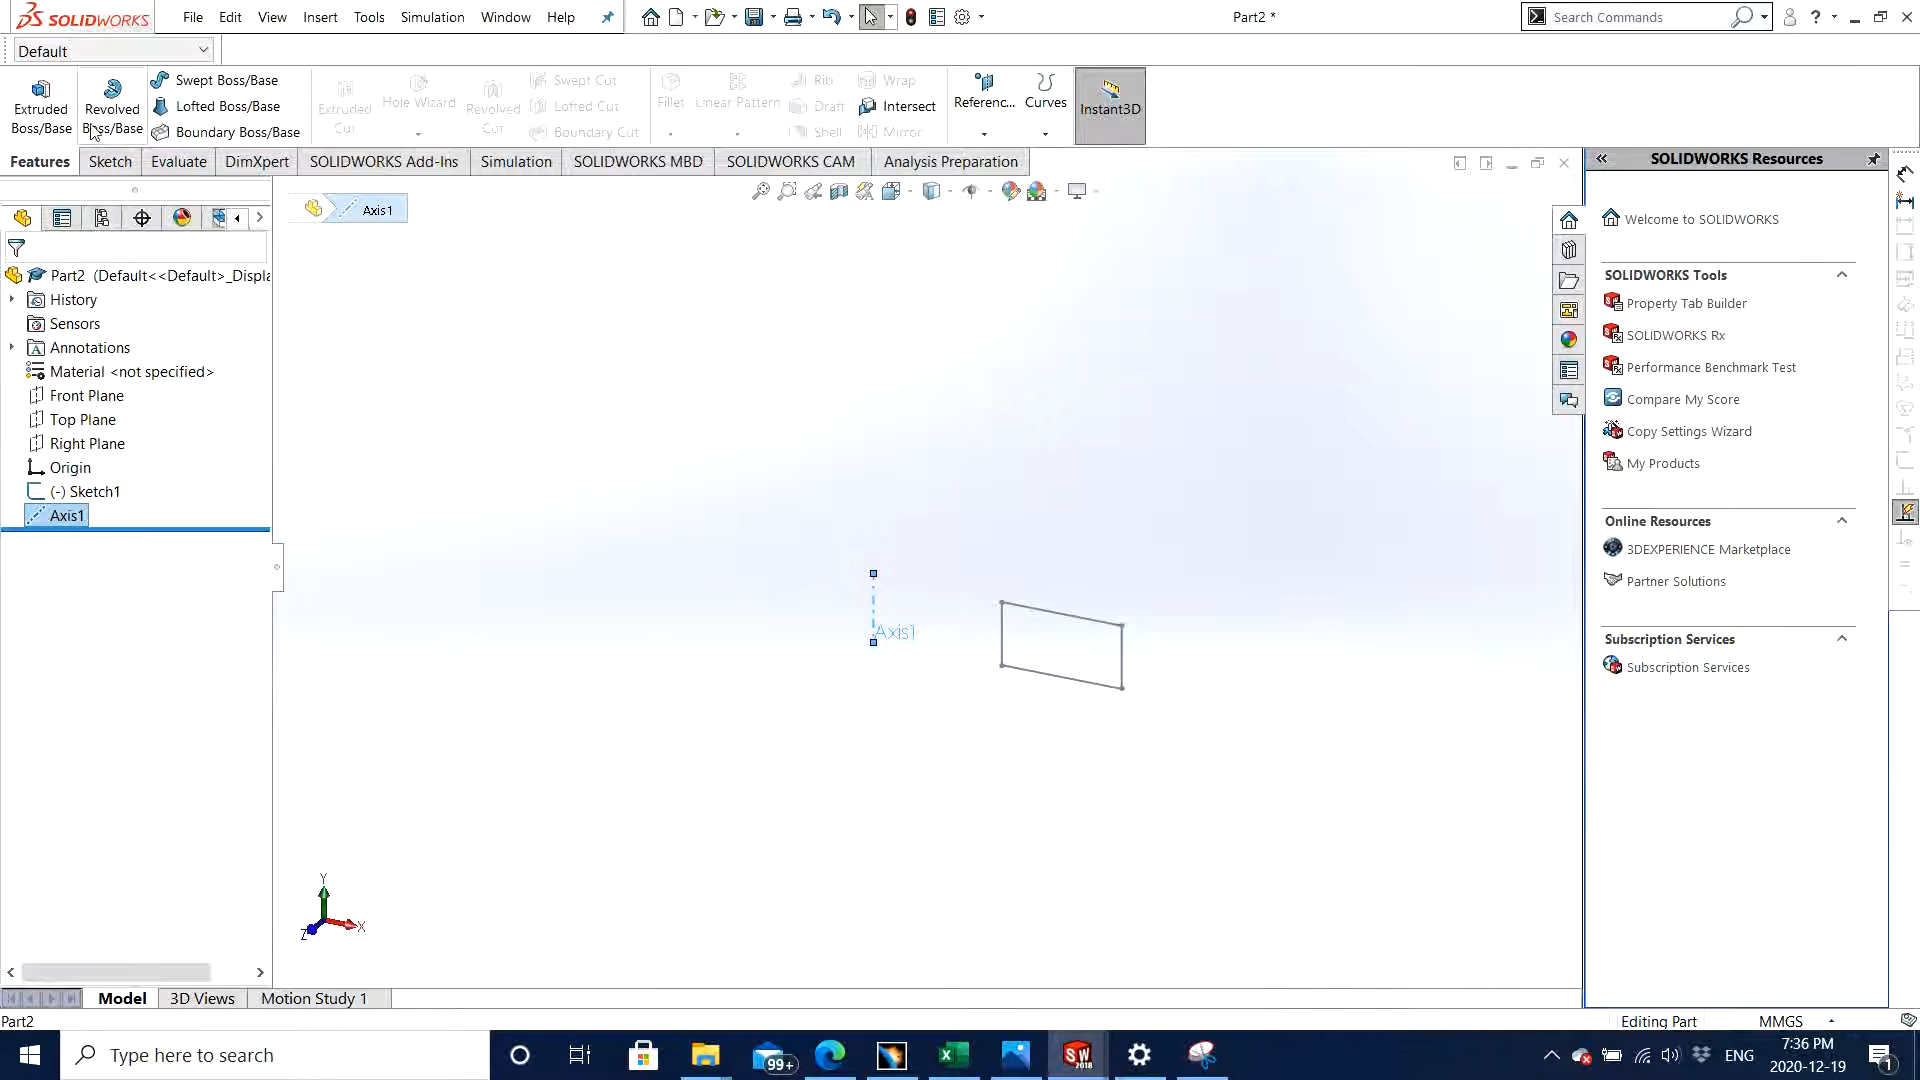 SOLIDWORKS File Edit View Insert Tools Simulation Window Help Part2 * Search Commands ?
Default
Extruded Boss/Base
Revolved Boss/Base
Swept Boss/Base
Lofted Boss/Base
Boundary Boss/Base
Extruded Cut
Hole Wizard
Revolved Cut
Swept Cut
Lofted Cut
Boundary Cut
Fillet
Linear Pattern
Rib
Draft
Shell
Wrap
Intersect
Mirror
Referenc...
Curves
Instant3D
Features Sketch Evaluate DimXpert SOLIDWORKS Add-Ins Simulation SOLIDWORKS MBD SOLIDWORKS CAM Analysis Preparation
Part2 (Default<<Default>_Displa
History
Sensors
Annotations
Material <not specified>
Front Plane
Top Plane
Right Plane
Origin
(-) Sketch1
Axis1
Axis1
Axis1
Y
X
Z
SOLIDWORKS Resources
Welcome to SOLIDWORKS
SOLIDWORKS Tools
Property Tab Builder
SOLIDWORKS Rx
Performance Benchmark Test
Compare My Score
Copy Settings Wizard
My Products
Online Resources
3DEXPERIENCE Marketplace
Partner Solutions
Subscription Services
Subscription Services
Model 3D Views Motion Study 1
Part2 Editing Part MMGS
Type here to search
99+
SW
2018
ENG
7:36 PM
2020-12-19
1